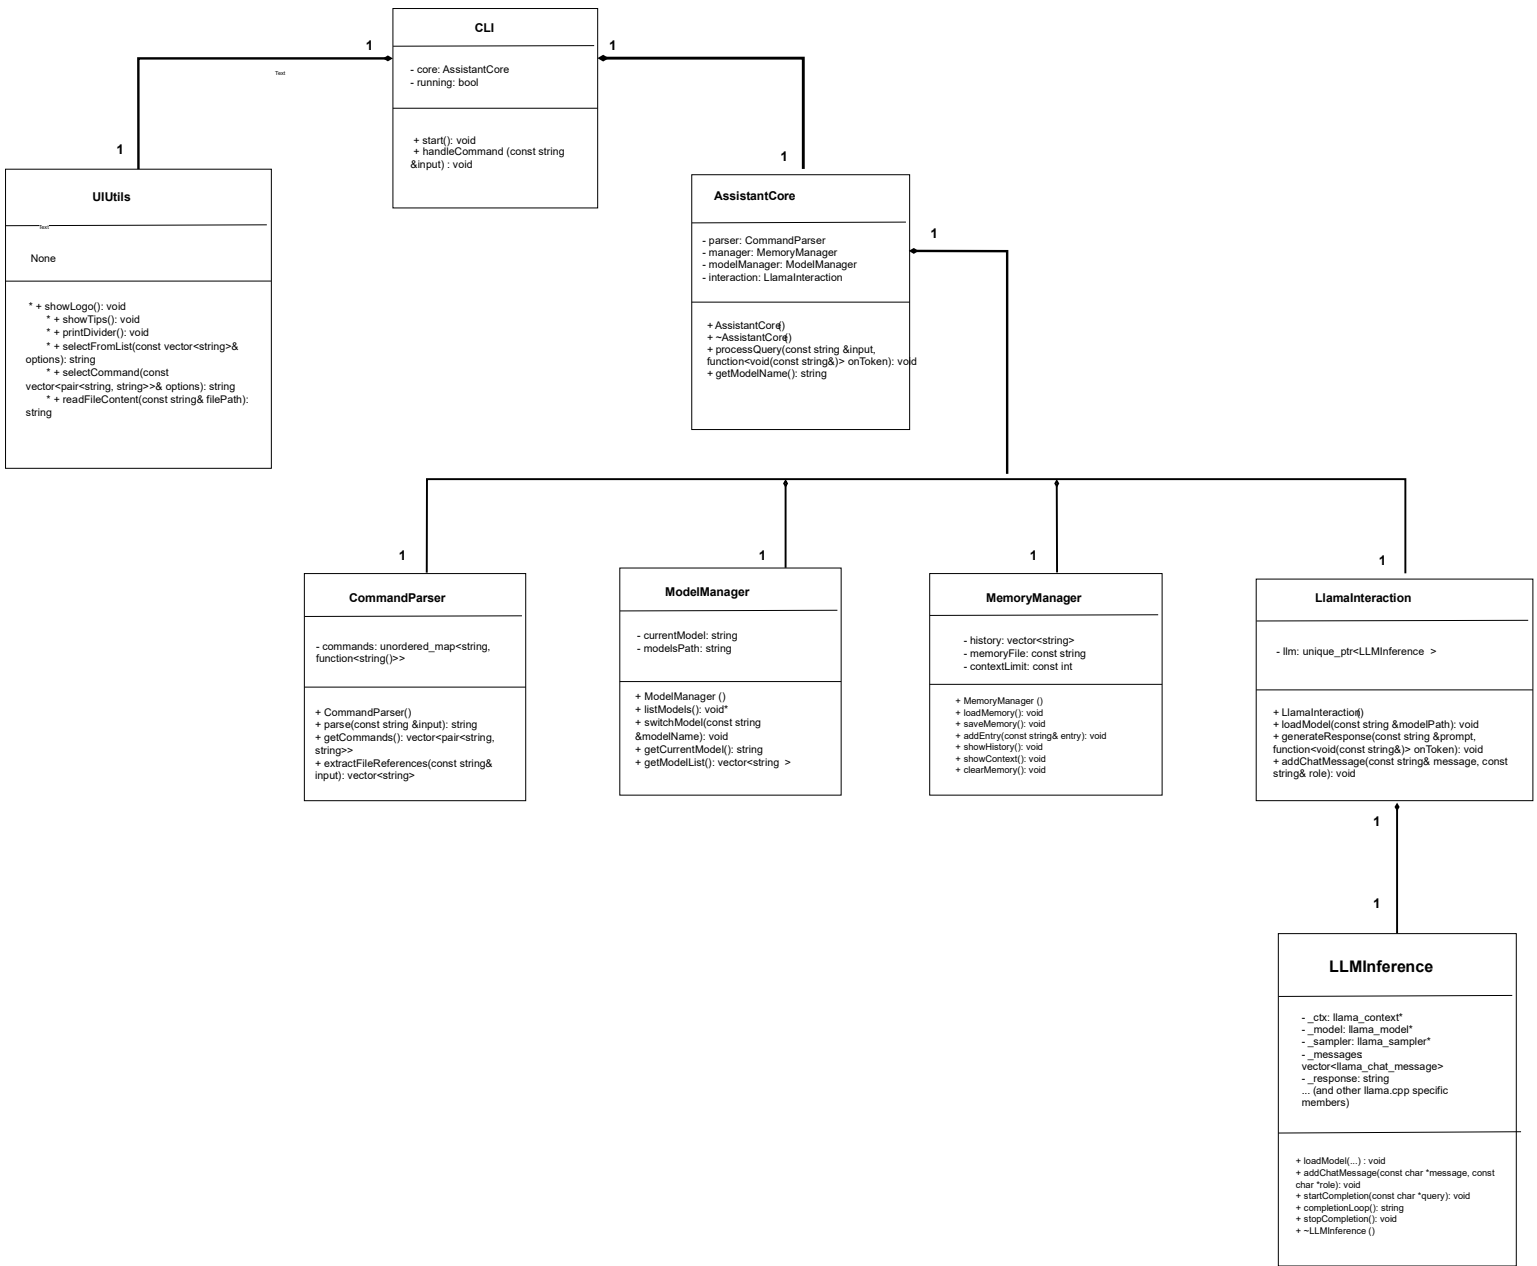 CLI
1
1
- core: AssistantCore
- running: bool
Text
+ start(): void
+ handleCommand (const string
&input) : void
1
1
UIUtils
Text
None
* + showLogo(): void
* + showTips(): void
* + printDivider(): void
* + selectFromList(const vector<string>&
options): string
* + selectCommand(const
vector<pair<string, string>>& options): string
* + readFileContent(const string& filePath):
string
AssistantCore
1
- parser: CommandParser
- manager: MemoryManager
- modelManager: ModelManager
- interaction: LlamaInteraction
+ AssistantCore()
+ ~AssistantCore()
+ processQuery(const string &input,
function<void(const string&)> onToken): void
+ getModelName(): string
1
1
1
1
CommandParser
- commands: unordered_map<string,
function<string()>>
+ CommandParser()
+ parse(const string &input): string
+ getCommands(): vector<pair<string,
string>>
+ extractFileReferences(const string&
input): vector<string>
ModelManager
- currentModel: string
- modelsPath: string
+ ModelManager ()
+ listModels(): void*
+ switchModel(const string
&modelName): void
+ getCurrentModel(): string
+ getModelList(): vector<string >
MemoryManager
- history: vector<string>
- memoryFile: const string
- contextLimit: const int
+ MemoryManager ()
+ loadMemory(): void
+ saveMemory(): void
+ addEntry(const string& entry): void
+ showHistory(): void
+ showContext(): void
+ clearMemory(): void
LlamaInteraction
- llm: unique_ptr<LLMInference >
+ LlamaInteraction()
+ loadModel(const string &modelPath): void
+ generateResponse(const string &prompt,
function<void(const string&)> onToken): void
+ addChatMessage(const string& message, const
string& role): void
1
1
LLMInference
- _ctx: llama_context*
- _model: llama_model*
- _sampler: llama_sampler*
- _messages:
vector<llama_chat_message>
- _response: string
... (and other llama.cpp specific
members)
+ loadModel(...) : void
+ addChatMessage(const char *message, const
char *role): void
+ startCompletion(const char *query): void
+ completionLoop(): string
+ stopCompletion(): void
+ ~LLMInference ()